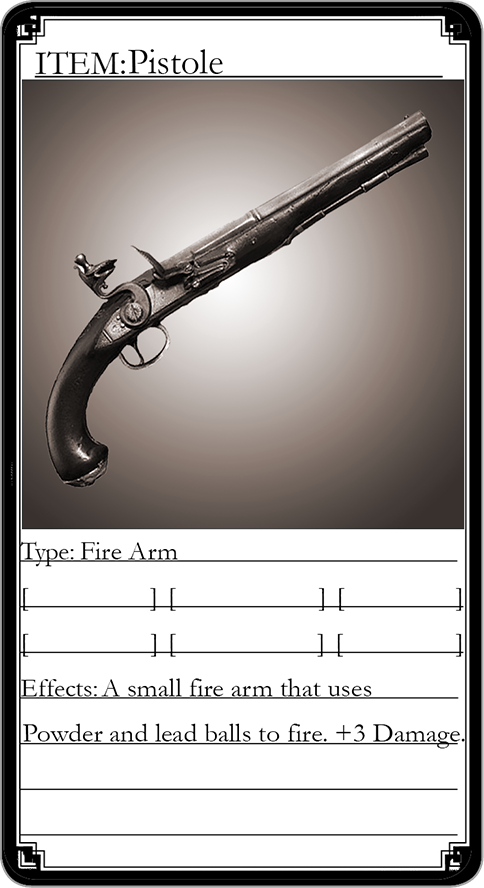 ITEM:Pistole
Type: Fire Arm
[ ] [ ] [ ]
[ ] [ ] [ ]
Effects: A small fire arm that uses
Powder and lead balls to fire. +3 Damage.